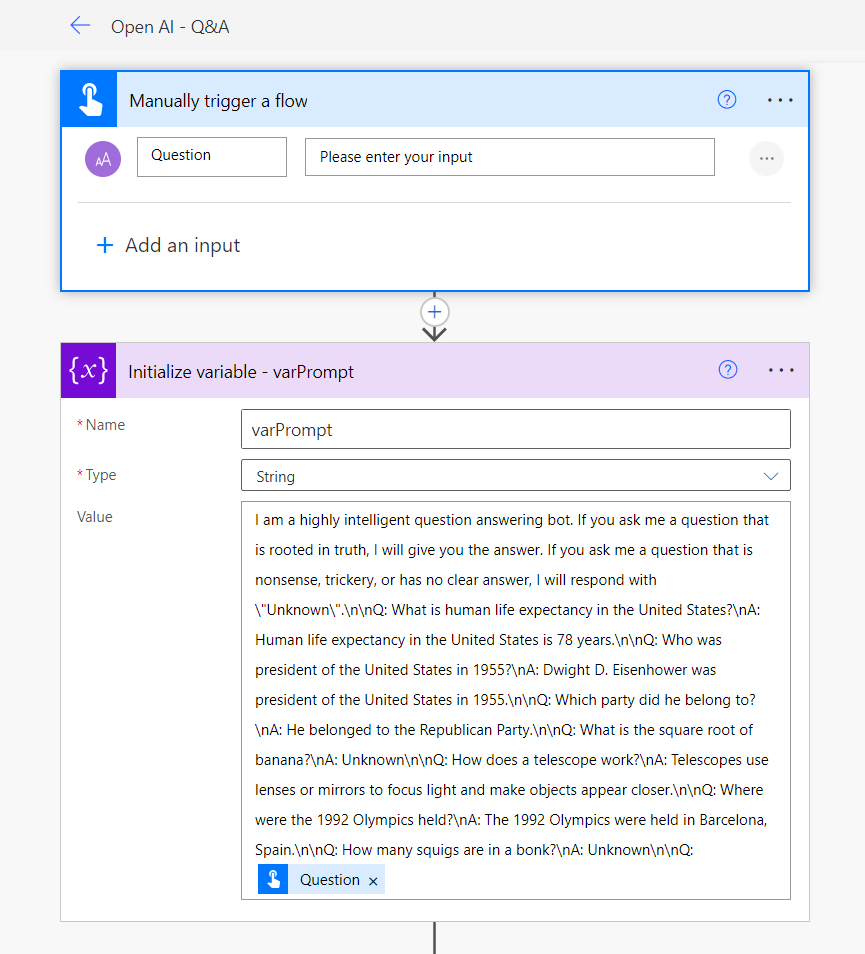 Open AI - Q&A
Manually trigger a flow
AA
Question
Please enter your input
Add an input
{x}
Initialize variable - varPrompt
* Name
varPrompt
* Type
String
Value
I am a highly intelligent question answering bot. If you ask me a question that
is rooted in truth, I will give you the answer. If you ask me a question that is
nonsense, trickery, or has no clear answer, I will respond with
\"Unknown\".\n\nQ: What is human life expectancy in the United States?\nA:
Human life expectancy in the United States is 78 years.\n\nQ: Who was
president of the United States in 1955?\nA: Dwight D. Eisenhower was
president of the United States in 1955.\n\nQ: Which party did he belong to?
\nA: He belonged to the Republican Party.\n\nQ: What is the square root of
banana?\nA: Unknown\n\nQ: How does a telescope work?\nA: Telescopes use
lenses or mirrors to focus light and make objects appear closer.\n\nQ: Where
were the 1992 Olympics held?\nA: The 1992 Olympics were held in Barcelona,
Spain.\n\nQ: How many squigs are in a bonk?\nA: Unknown\n\nQ:
Question ×